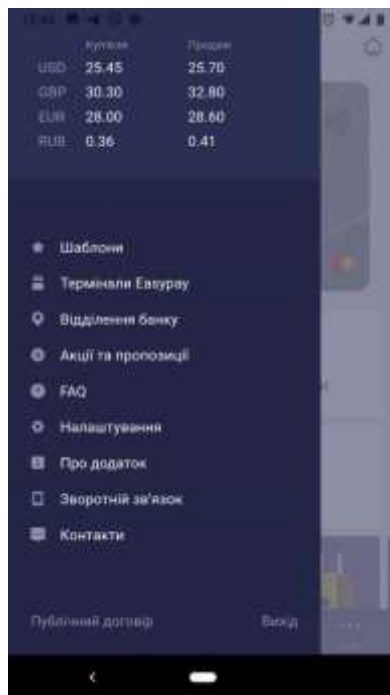 Купівля Продаж
USD 25.45 25.70
GBP 30.30 32.80
EUR 28.00 28.60
RUB 0.36 0.41
Шаблони
Термінали Easypay
Відділення банку
Акції та пропозиції
FAQ
Налаштування
Про додаток
Зворотній зв'язок
Контакти
Публічний договір Вихід